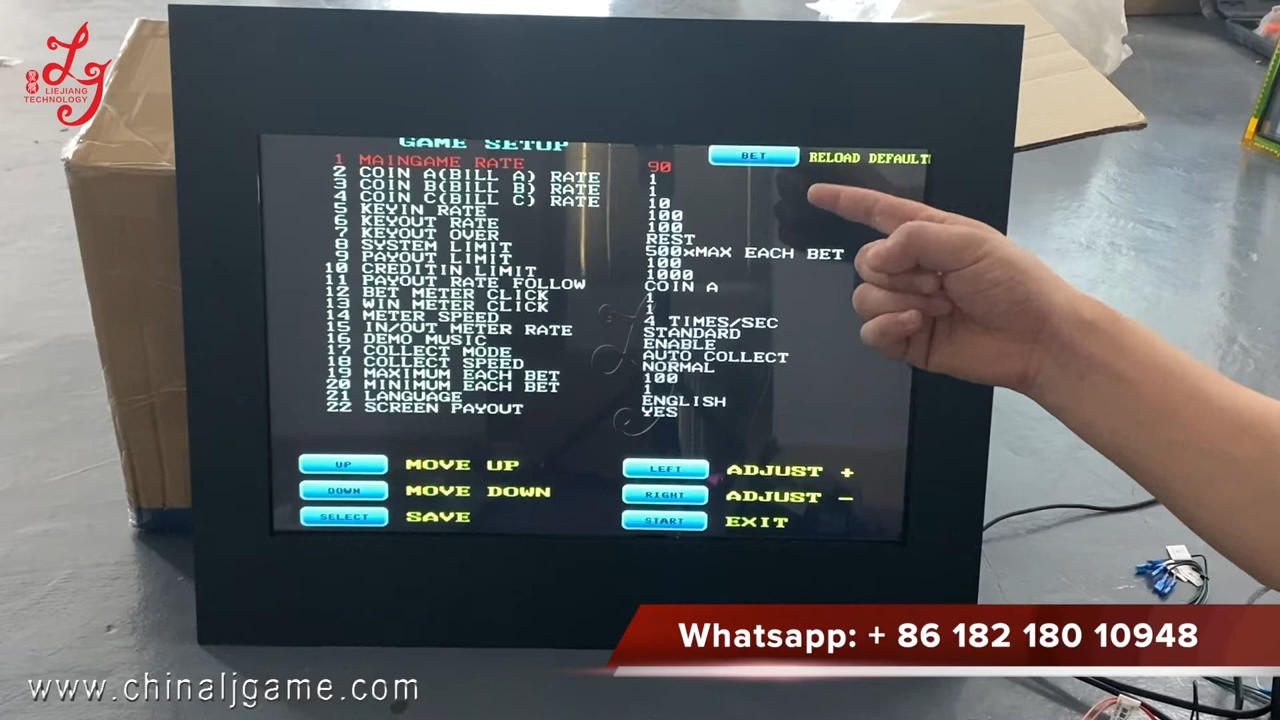 LIEJIANG
TECHNOLOGY
GAME SETUP
BET RELOAD DEFAULT
1 MAINGAME RATE 90
2 COIN A(BILL A) RATE 1
3 COIN B(BILL B) RATE 1
4 COIN C(BILL C) RATE 10
5 KEYIN RATE 100
6 KEYOUT RATE 100
7 KEYOUT OVER REST
8 SYSTEM LIMIT 500xMAX EACH BET
9 PAYOUT LIMIT 100
10 CREDITIN LIMIT 1000
11 PAYOUT RATE FOLLOW COIN A
12 BET METER CLICK 1
13 WIN METER CLICK 1
14 METER SPEED 4 TIMES/SEC
15 IN/OUT METER RATE STANDARD
16 DEMO MUSIC ENABLE
17 COLLECT MODE AUTO COLLECT
18 COLLECT SPEED NORMAL
19 MAXIMUM EACH BET 100
20 MINIMUM EACH BET 1
21 LANGUAGE ENGLISH
22 SCREEN PAYOUT YES
UP MOVE UP LEFT ADJUST +
DOWN MOVE DOWN RIGHT ADJUST -
SELECT SAVE START EXIT
Whatsapp: + 86 182 180 10948
www.chinaljgame.com